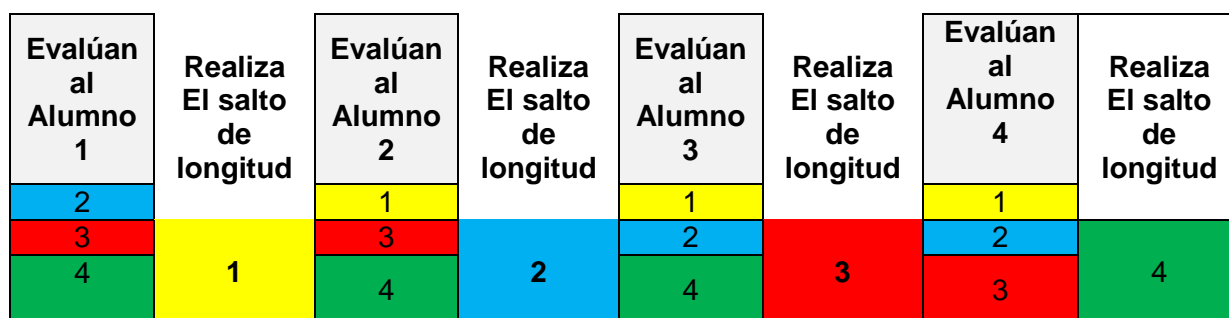 Evalúan
al
Alumno
1
Realiza
El salto
de
longitud
Evalúan
al
Alumno
2
Realiza
El salto
de
longitud
Evalúan
al
Alumno
3
Realiza
El salto
de
longitud
Evalúan
al
Alumno
4
Realiza
El salto
de
longitud
2
1
1
1
3
3
2
2
4
1
4
2
4
3
3
4